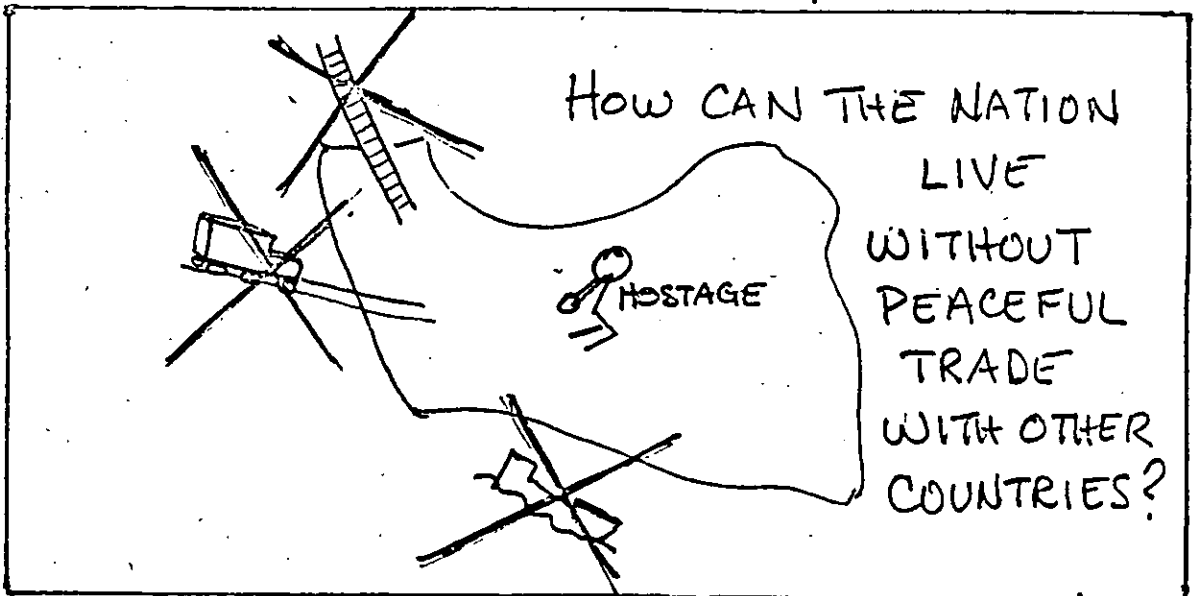 HOW CAN THE NATION
LIVE
WITHOUT
PEACEFUL
TRADE
WITH OTHER
COUNTRIES?
HOSTAGE